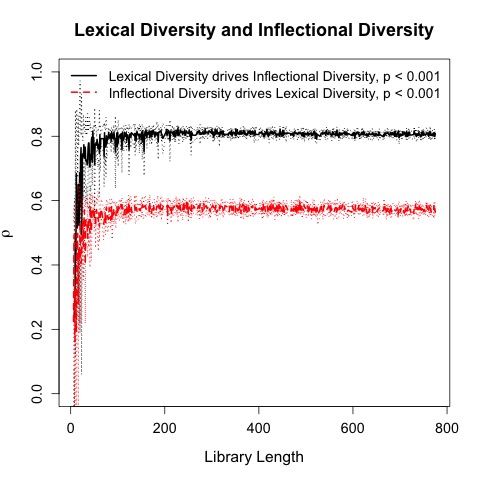 Lexical Diversity and Inflectional Diversity
Lexical Diversity drives Inflectional Diversity, p < 0.001
Inflectional Diversity drives Lexical Diversity, p < 0.001
1.0
0.8
0.6
0.4
0.2
0.0
ρ
0 200 400 600 800
Library Length